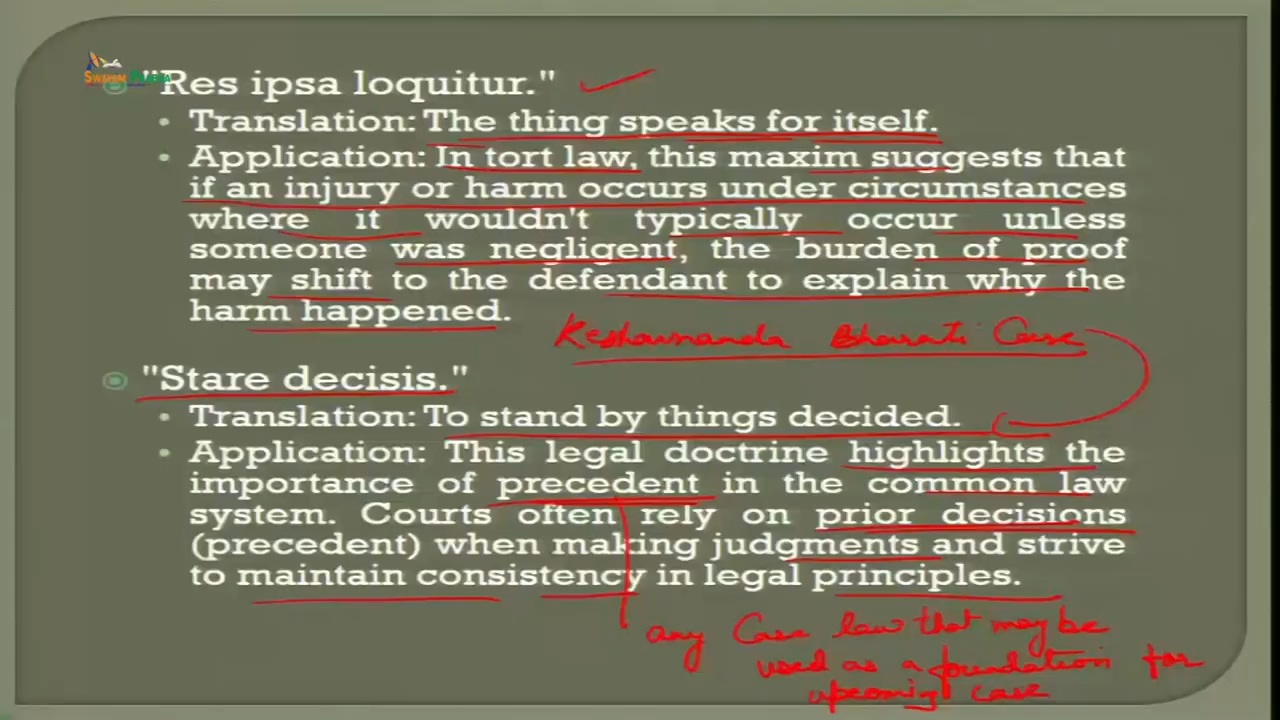 SWAYAM PRABHA
"Res ipsa loquitur."
Translation: The thing speaks for itself.
Application: In tort law, this maxim suggests that
if an injury or harm occurs under circumstances
where it wouldn't typically occur unless
someone was negligent, the burden of proof
may shift to the defendant to explain why the
harm happened.
Keshavnanda Bharati Case
"Stare decisis."
Translation: To stand by things decided.
Application: This legal doctrine highlights the
importance of precedent in the common law
system. Courts often rely on prior decisions
(precedent) when making judgments and strive
to maintain consistency in legal principles.
any Case law that may be
used as a foundation for
upcoming case